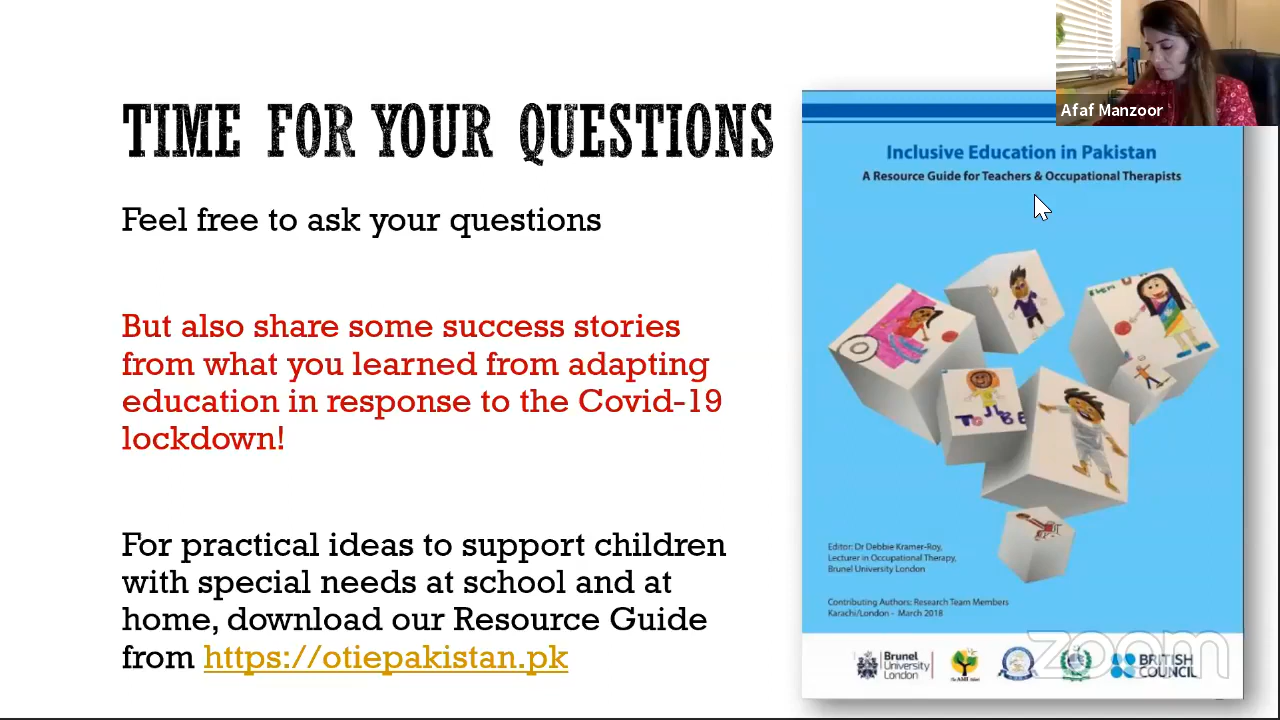 TIME FOR YOUR QUESTIONS
Feel free to ask your questions
But also share some success stories
from what you learned from adapting
education in response to the Covid-19
lockdown!
For practical ideas to support children
with special needs at school and at
home, download our Resource Guide
from https://otiepakistan.pk
Afaf Manzoor
Inclusive Education in Pakistan
A Resource Guide for Teachers & Occupational Therapists
Editor: Dr Debbie Kramer-Roy,
Lecturer in Occupational Therapy,
Brunel University London
Contributing Authors: Research Team Members
Karachi/London - March 2018
zoom
Brunel
University
London
BRITISH
COUNCIL